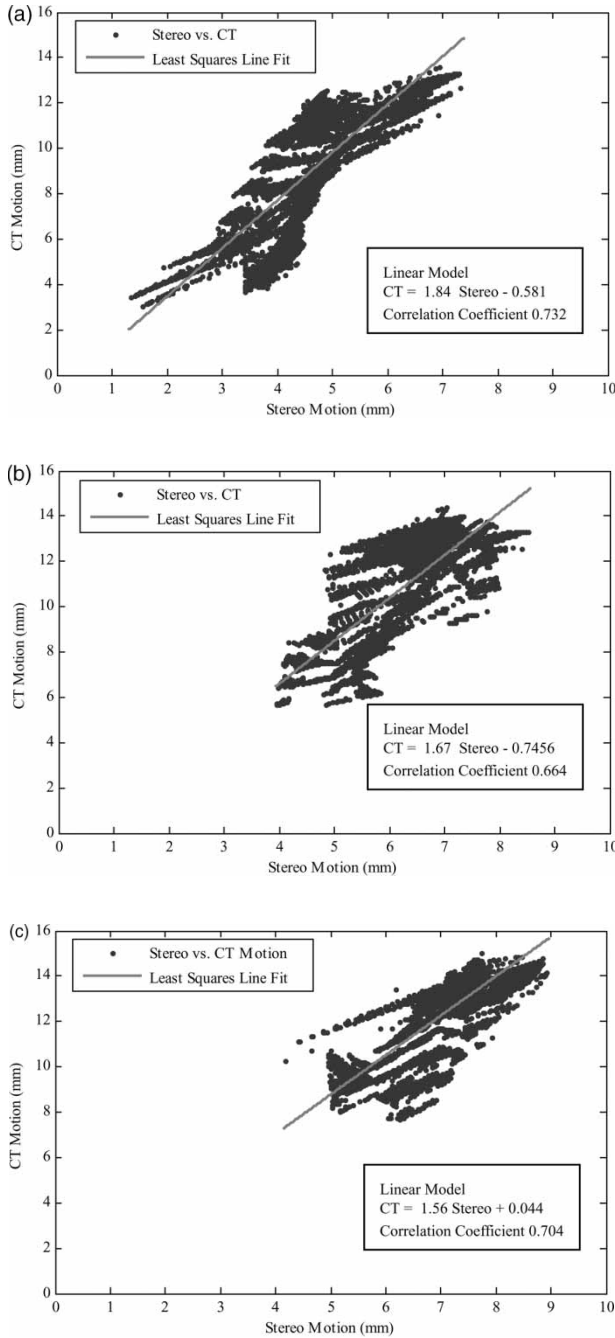 (a)
16
14
12
10
8
6
4
2
0
CT Motion (mm)
Stereo vs. CT
Least Squares Line Fit
Linear Model
CT = 1.84 Stereo - 0.581
Correlation Coefficient 0.732
0 1 2 3 4 5 6 7 8 9 10
Stereo Motion (mm)
(b)
16
14
12
10
8
6
4
2
0
CT Motion (mm)
Stereo vs. CT
Least Squares Line Fit
Linear Model
CT = 1.67 Stereo - 0.7456
Correlation Coefficient 0.664
0 1 2 3 4 5 6 7 8 9 10
Stereo Motion (mm)
(c)
16
14
12
10
8
6
4
2
0
CT Motion (mm)
Stereo vs. CT Motion
Least Squares Line Fit
Linear Model
CT = 1.56 Stereo + 0.044
Correlation Coefficient 0.704
0 1 2 3 4 5 6 7 8 9 10
Stereo Motion (mm)